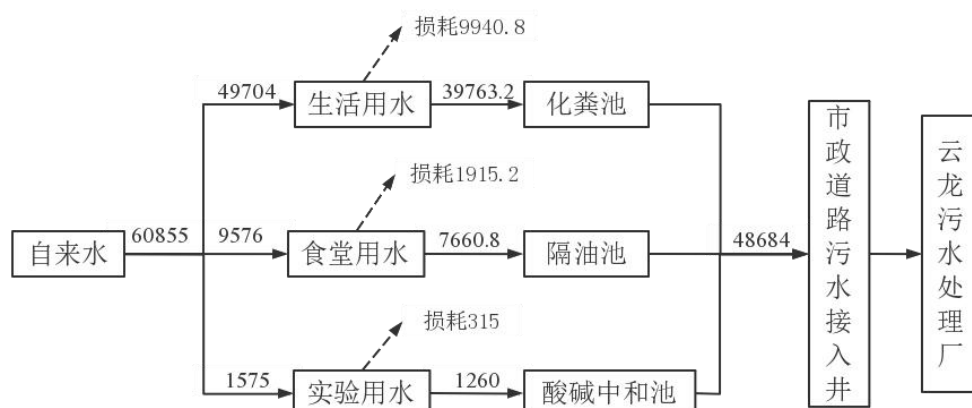 损耗9940.8
49704
生活用水
39763.2
化粪池
损耗1915.2
自来水
60855
9576
食堂用水
7660.8
隔油池
48684
损耗315
1575
实验用水
1260
酸碱中和池
市政道路污水接入井
云龙污水处理厂